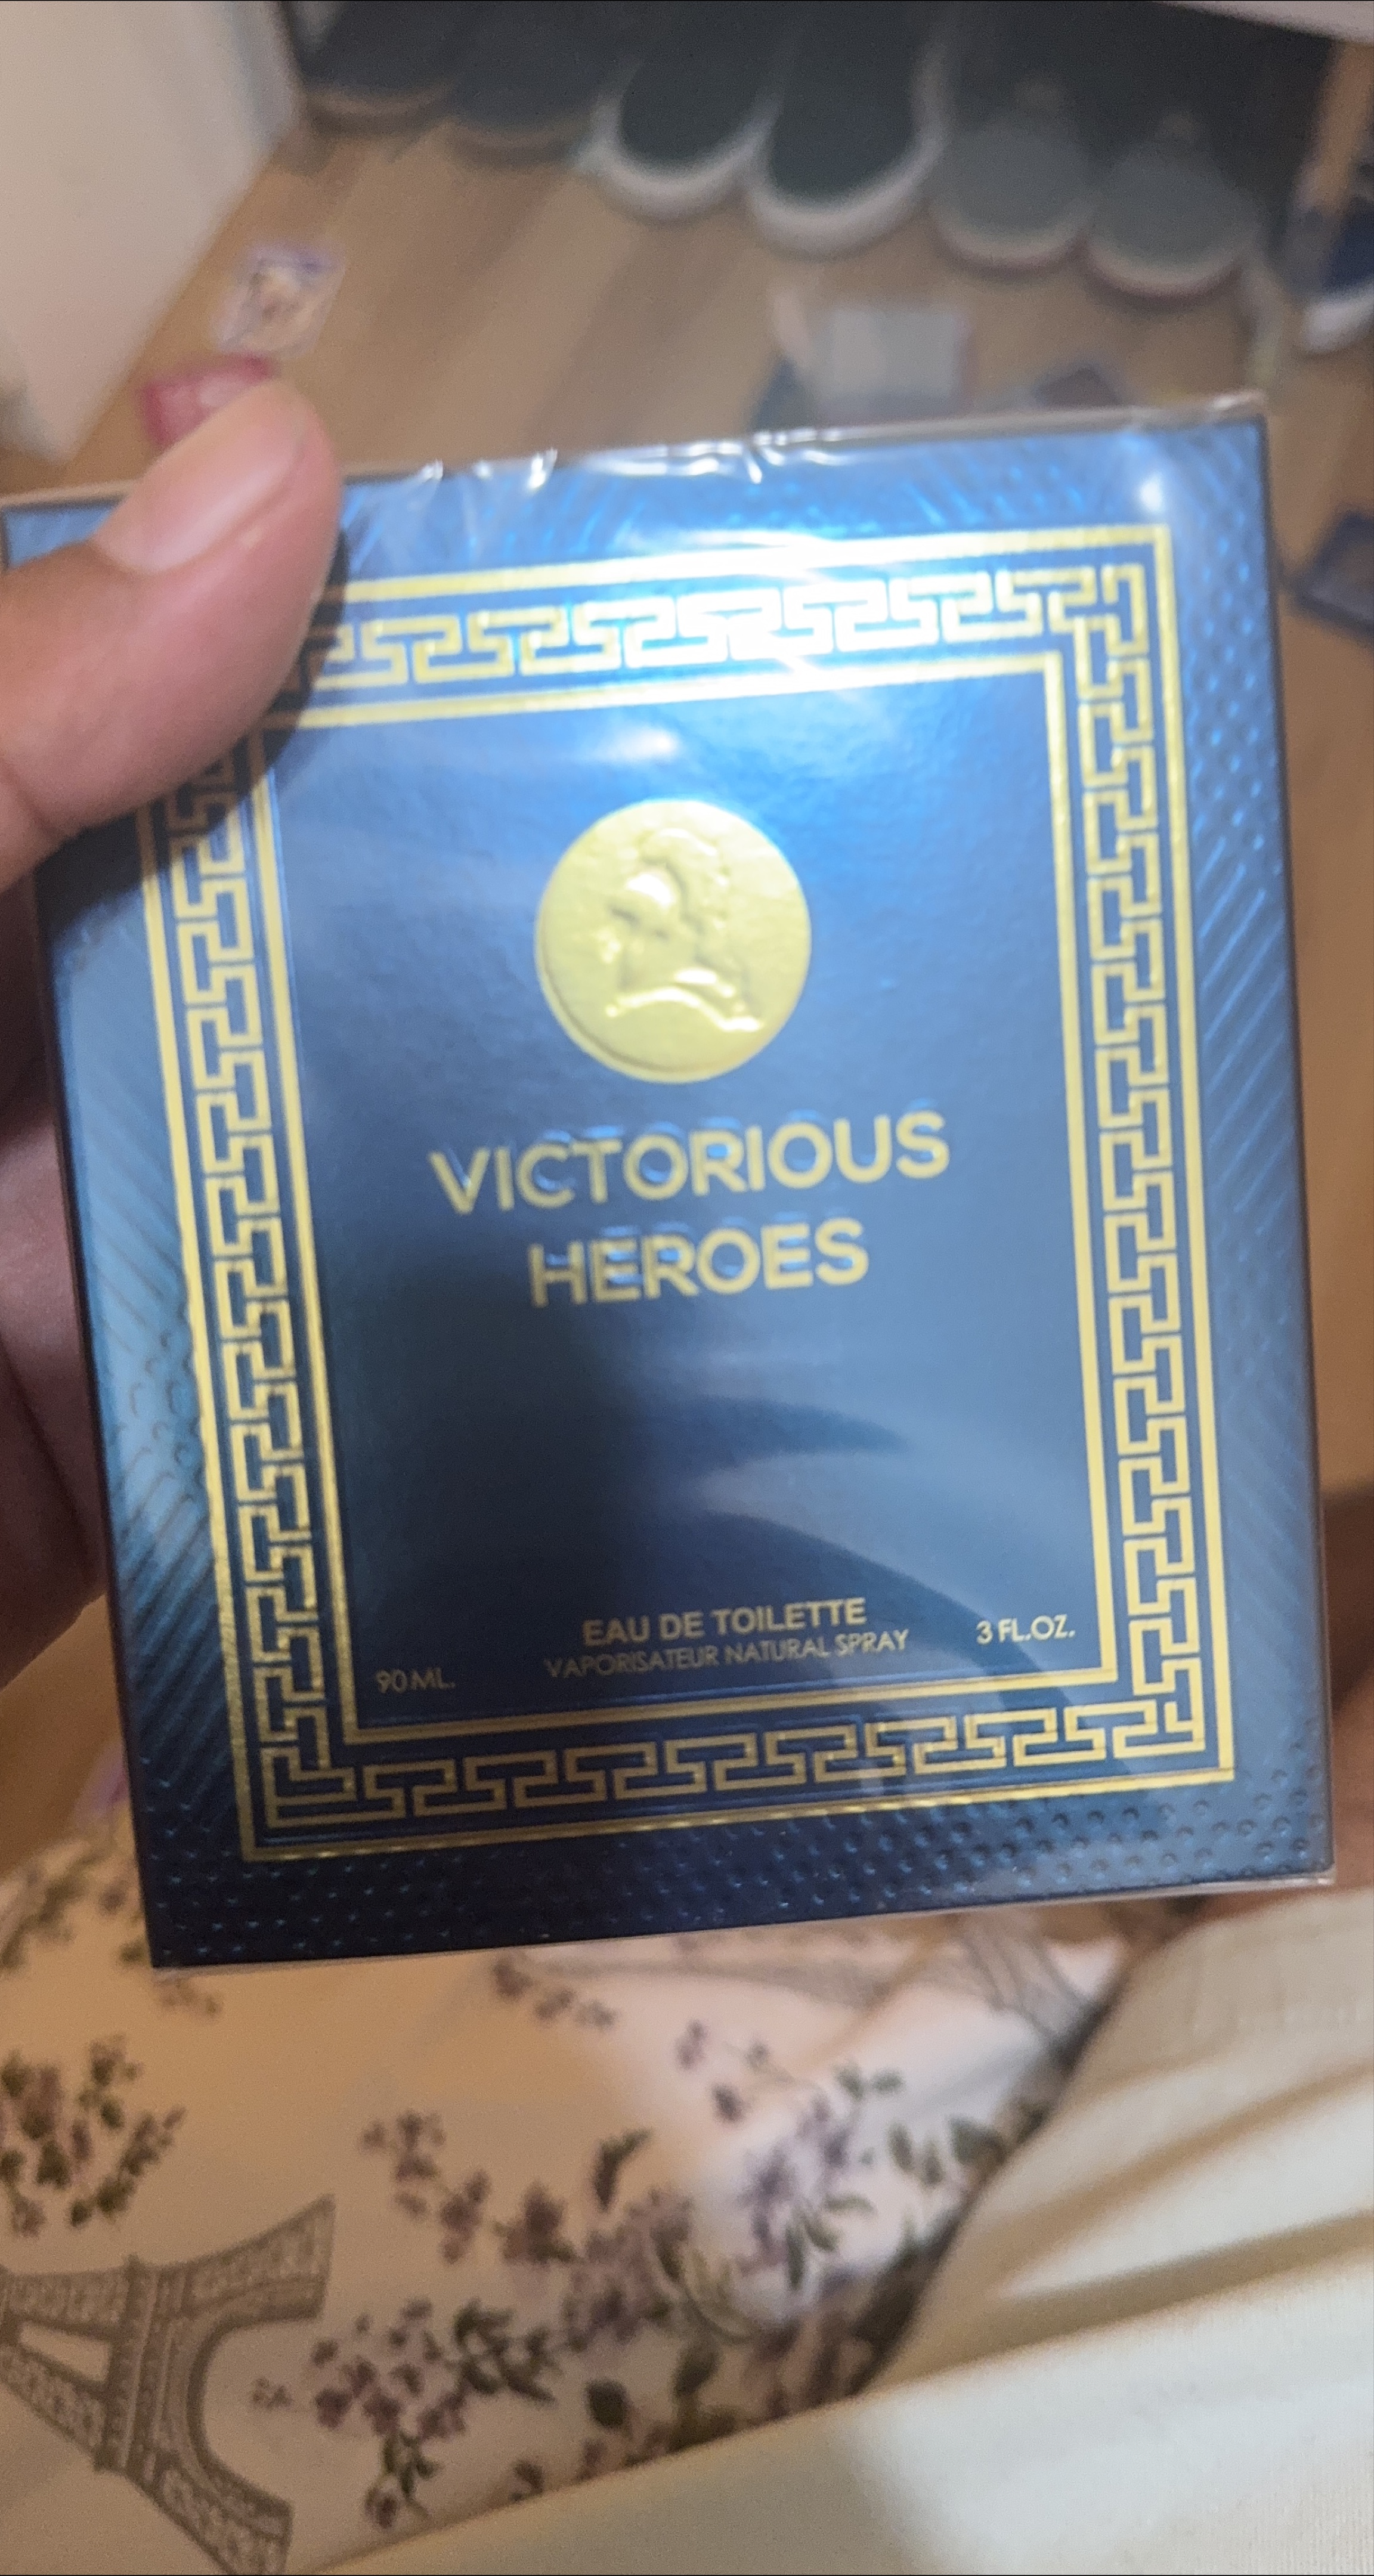 VICTORIOUS
HEROES
EAU DE TOILETTE
VAPORISATEUR NATURAL SPRAY
90 ML.
3 FL.OZ.